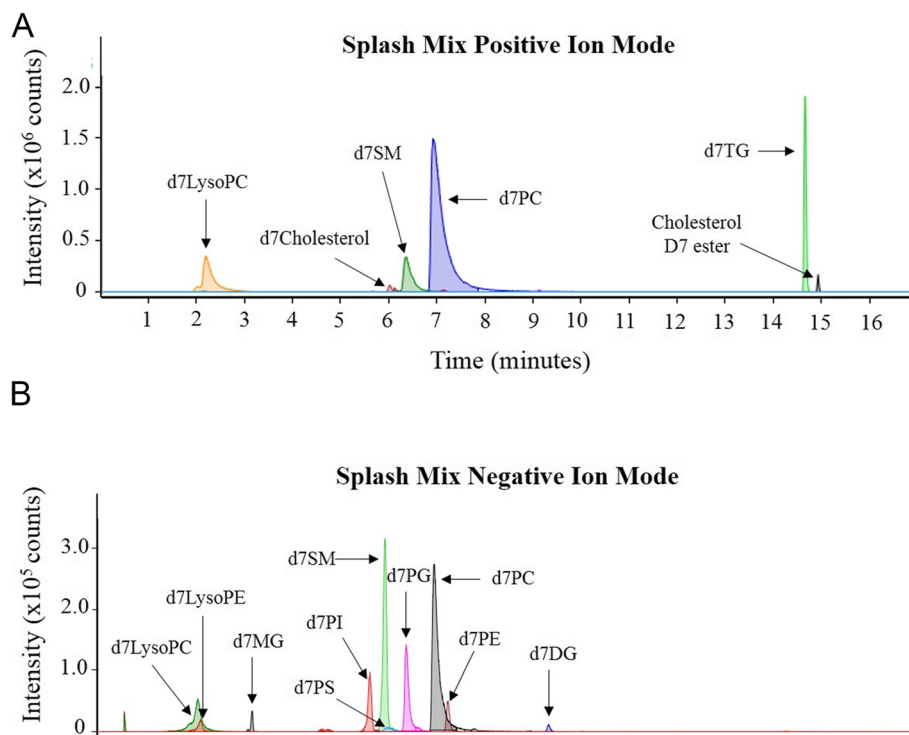 A
Splash Mix Positive Ion Mode
Intensity (x10⁶ counts)
2.0
1.5
1.0
0.5
0
d7LysoPC
d7Cholesterol
d7SM
d7PC
d7TG
Cholesterol
D7 ester
1 2 3 4 5 6 7 8 9 10 11 12 13 14 15 16
Time (minutes)
B
Splash Mix Negative Ion Mode
Intensity (x10⁵ counts)
3.0
2.0
1.0
0
d7LysoPC
d7LysoPE
d7MG
d7PI
d7PS
d7SM
d7PG
d7PC
d7PE
d7DG